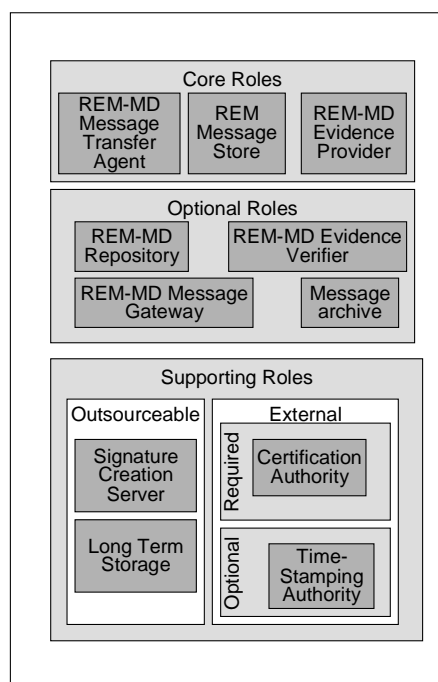 Core Roles
REM-MD
Message
Transfer
Agent
REM
Message
Store
REM-MD
Evidence
Provider
Optional Roles
REM-MD
Repository
REM-MD Evidence
Verifier
REM-MD Message
Gateway
Message
archive
Supporting Roles
Outsourceable
Signature
Creation
Server
Long Term
Storage
External
Required
Certification
Authority
Optional
Time-
Stamping
Authority